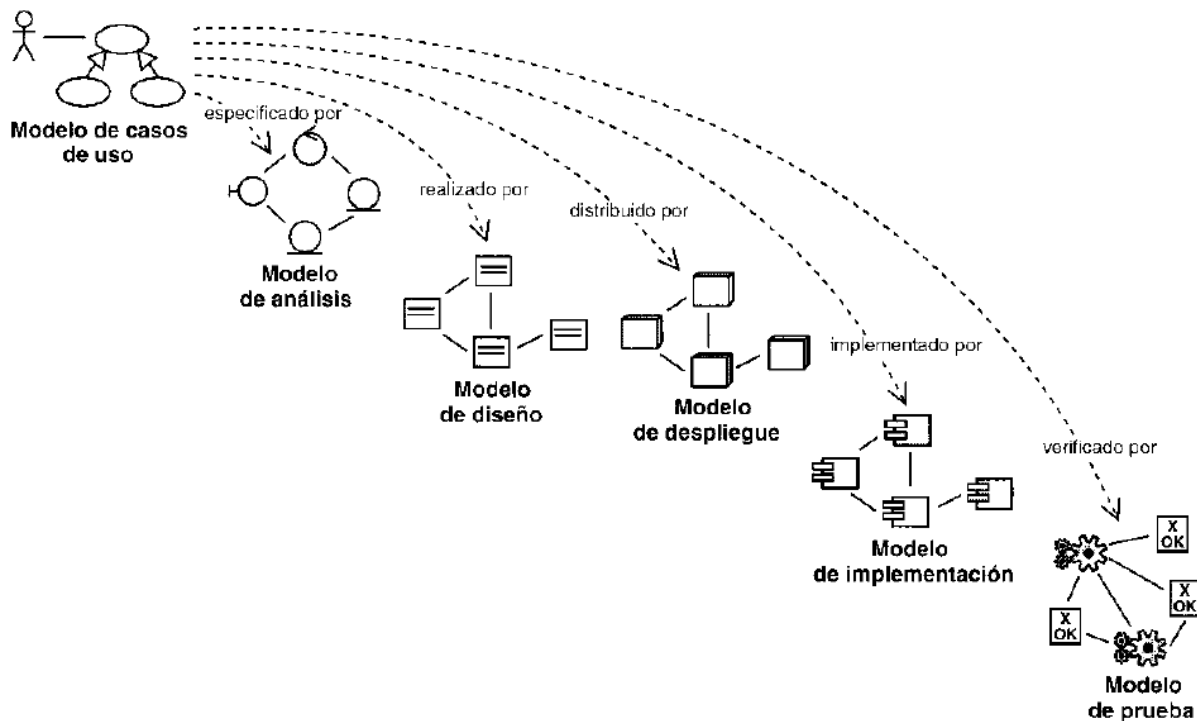 Modelo de casos
de uso
especificado por
Modelo
de análisis
realizado por
Modelo
de diseño
distribuido por
Modelo
de despliegue
implementado por
Modelo
de implementación
verificado por
X
OK
X
OK
X
OK
Modelo
de prueba